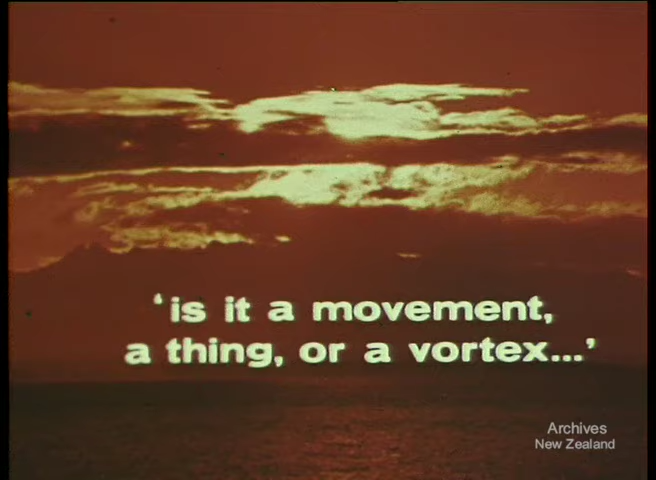 ‘is it a movement,
a thing, or a vortex...’
Archives
New Zealand